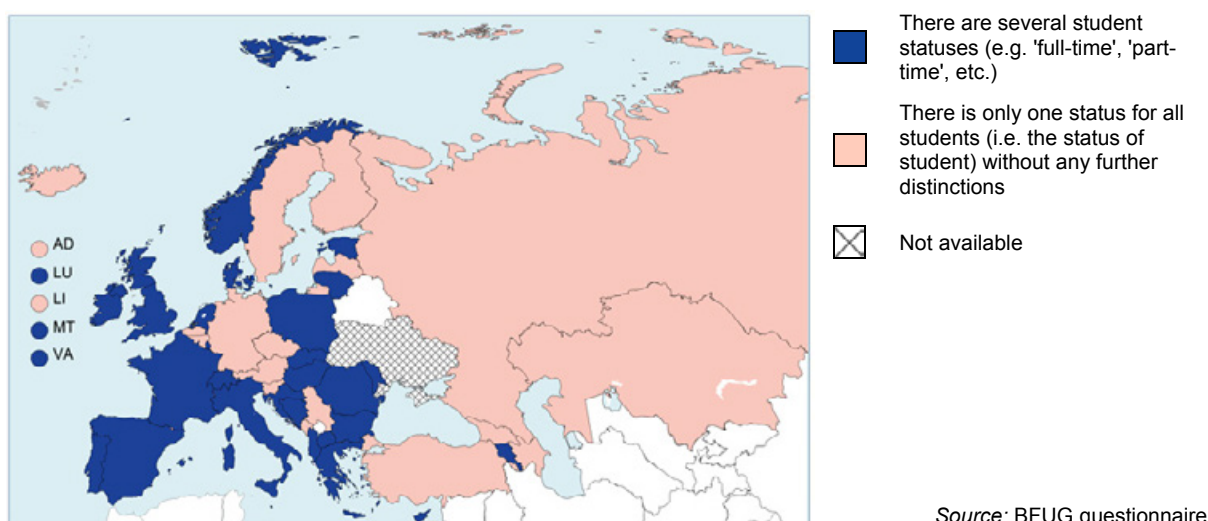 There are several student
statuses (e.g. 'full-time', 'part-
time', etc.)
There is only one status for all
students (i.e. the status of
student) without any further
distinctions
Not available
AD
LU
LI
MT
VA
Source: BFUG questionnaire